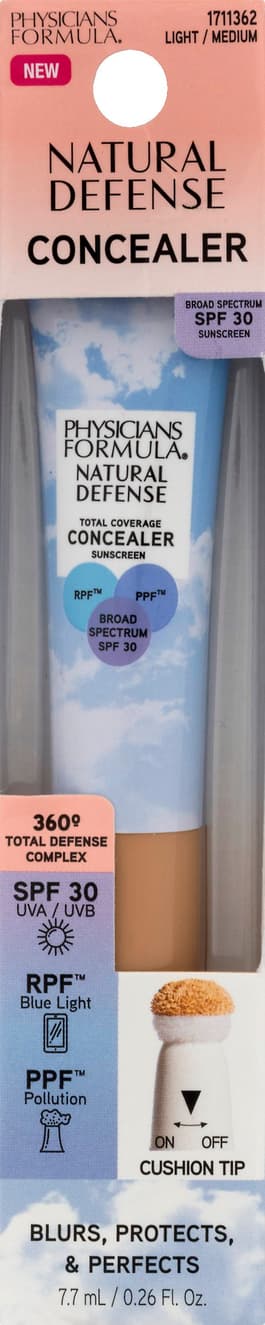 PHYSICIANS
FORMULA®
1711362
LIGHT / MEDIUM
NEW
NATURAL
DEFENSE
CONCEALER
BROAD SPECTRUM
SPF 30
SUNSCREEN
PHYSICIANS
FORMULA®
NATURAL
DEFENSE
TOTAL COVERAGE
CONCEALER
SUNSCREEN
RPF™
PPF™
BROAD
SPECTRUM
SPF 30
360º
TOTAL DEFENSE
COMPLEX
SPF 30
UVA / UVB
RPF™
Blue Light
PPF™
Pollution
ON OFF
CUSHION TIP
BLURS, PROTECTS,
& PERFECTS
7.7 mL / 0.26 Fl. Oz.